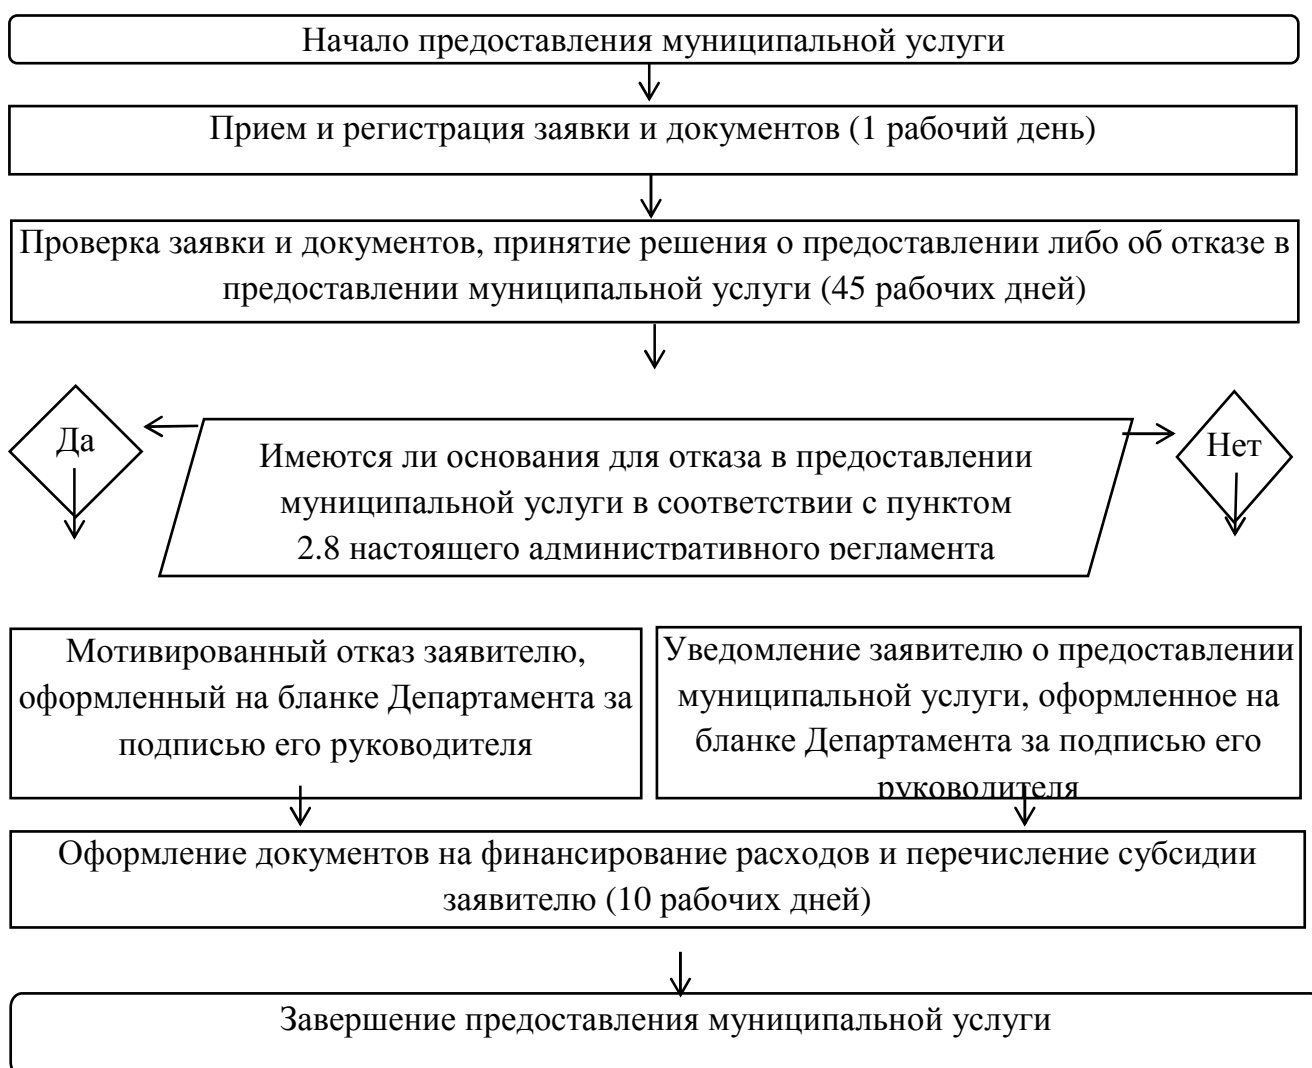 Начало предоставления муниципальной услуги
Прием и регистрация заявки и документов (1 рабочий день)
Проверка заявки и документов, принятие решения о предоставлении либо об отказе в
предоставлении муниципальной услуги (45 рабочих дней)
Да
Нет
Имеются ли основания для отказа в предоставлении
муниципальной услуги в соответствии с пунктом
2.8 настоящего административного регламента
Мотивированный отказ заявителю,
оформленный на бланке Департамента за
подписью его руководителя
Уведомление заявителю о предоставлении
муниципальной услуги, оформленное на
бланке Департамента за подписью его
руководителя
Оформление документов на финансирование расходов и перечисление субсидии
заявителю (10 рабочих дней)
Завершение предоставления муниципальной услуги